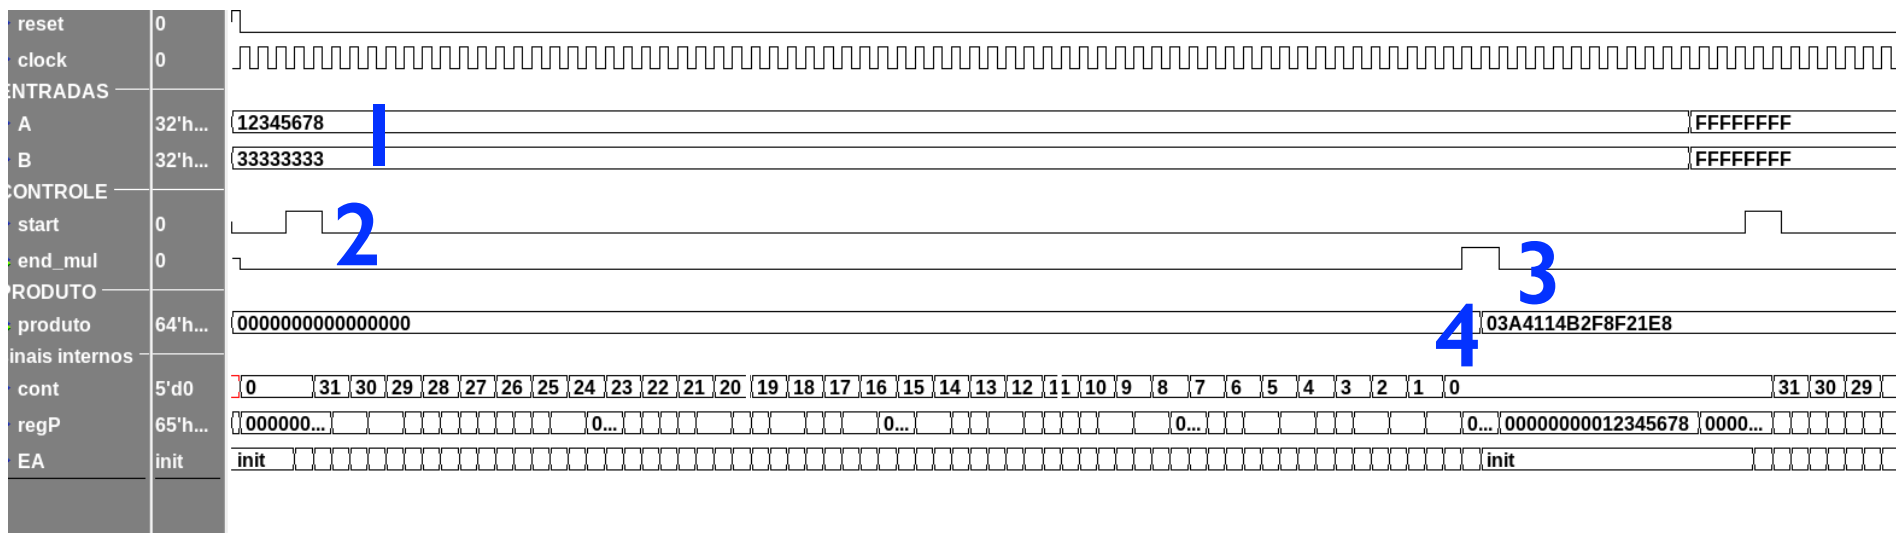 reset 0
clock 0
ENTRADAS
A 32'h... 12345678 FFFFFFFF
B 32'h... 33333333 FFFFFFFF
1
CONTROLE
start 0
2
end_mul 0
3
PRODUTO
produto 64'h... 0000000000000000 03A4114B2F8F21E8
4
inais internos
cont 5'd0 0 31 30 29 28 27 26 25 24 23 22 21 20 19 18 17 16 15 14 13 12 11 10 9 8 7 6 5 4 3 2 1 0 31 30 29
regP 65'h... 000000... 0... 0... 0... 0... 00000000012345678 0000...
EA init init init